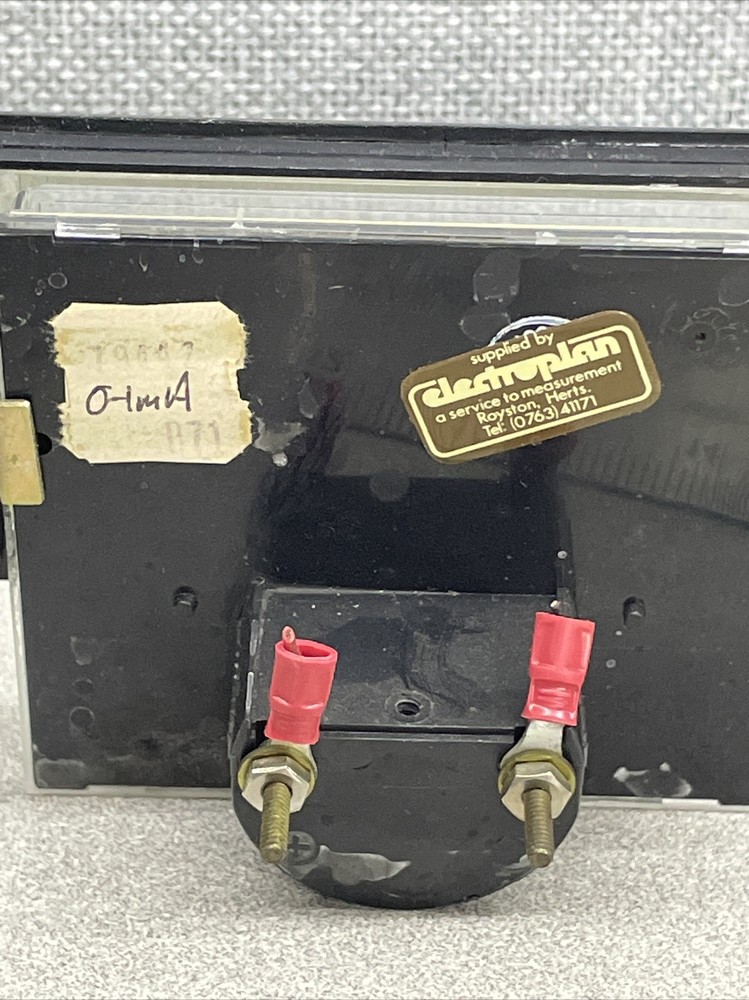 0-1mA
supplied by
electroplan
a service to measurement
Royston, Herts.
Tel: (0763) 41171
+